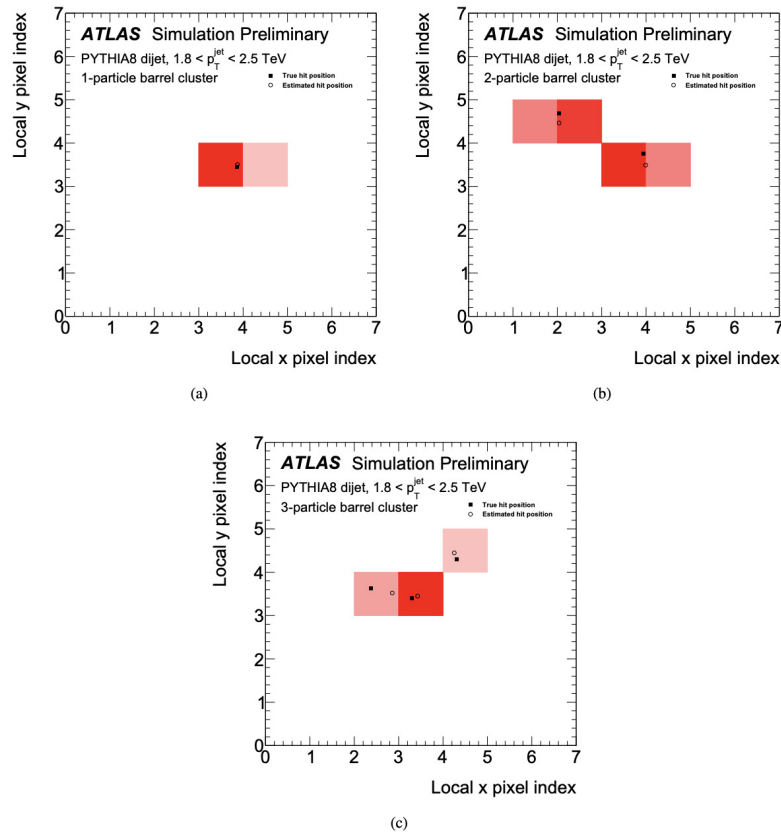 ATLAS Simulation Preliminary
PYTHIA8 dijet, 1.8 < p_T^jet < 2.5 TeV
1-particle barrel cluster
True hit position
Estimated hit position
Local y pixel index
7
6
5
4
3
2
1
0
0 1 2 3 4 5 6 7
Local x pixel index
(a)
ATLAS Simulation Preliminary
PYTHIA8 dijet, 1.8 < p_T^jet < 2.5 TeV
2-particle barrel cluster
True hit position
Estimated hit position
Local y pixel index
7
6
5
4
3
2
1
0
0 1 2 3 4 5 6 7
Local x pixel index
(b)
ATLAS Simulation Preliminary
PYTHIA8 dijet, 1.8 < p_T^jet < 2.5 TeV
3-particle barrel cluster
True hit position
Estimated hit position
Local y pixel index
7
6
5
4
3
2
1
0
0 1 2 3 4 5 6 7
Local x pixel index
(c)